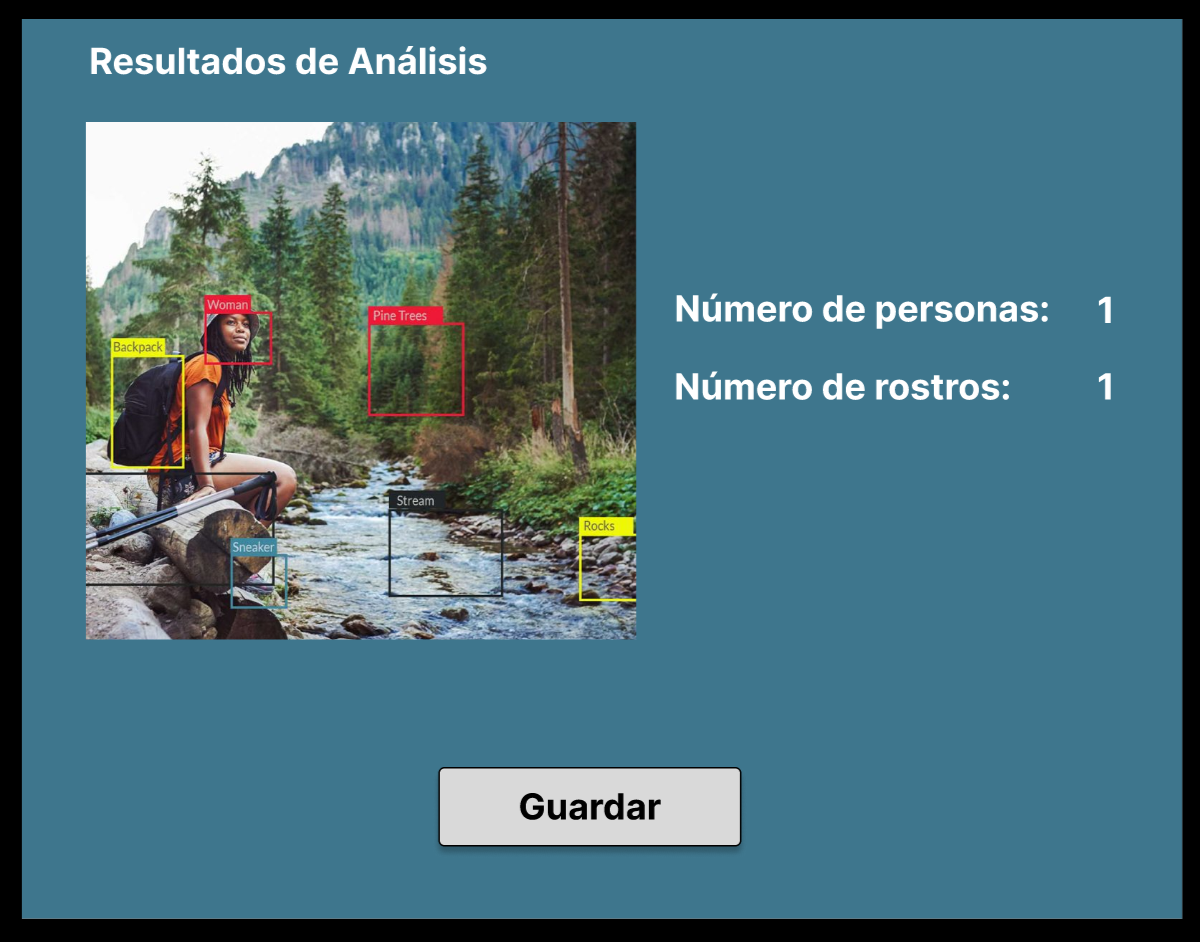 Resultados de Análisis
Woman
Pine Trees
Backpack
Número de personas: 1
Número de rostros: 1
Stream
Rocks
Sneaker
Guardar